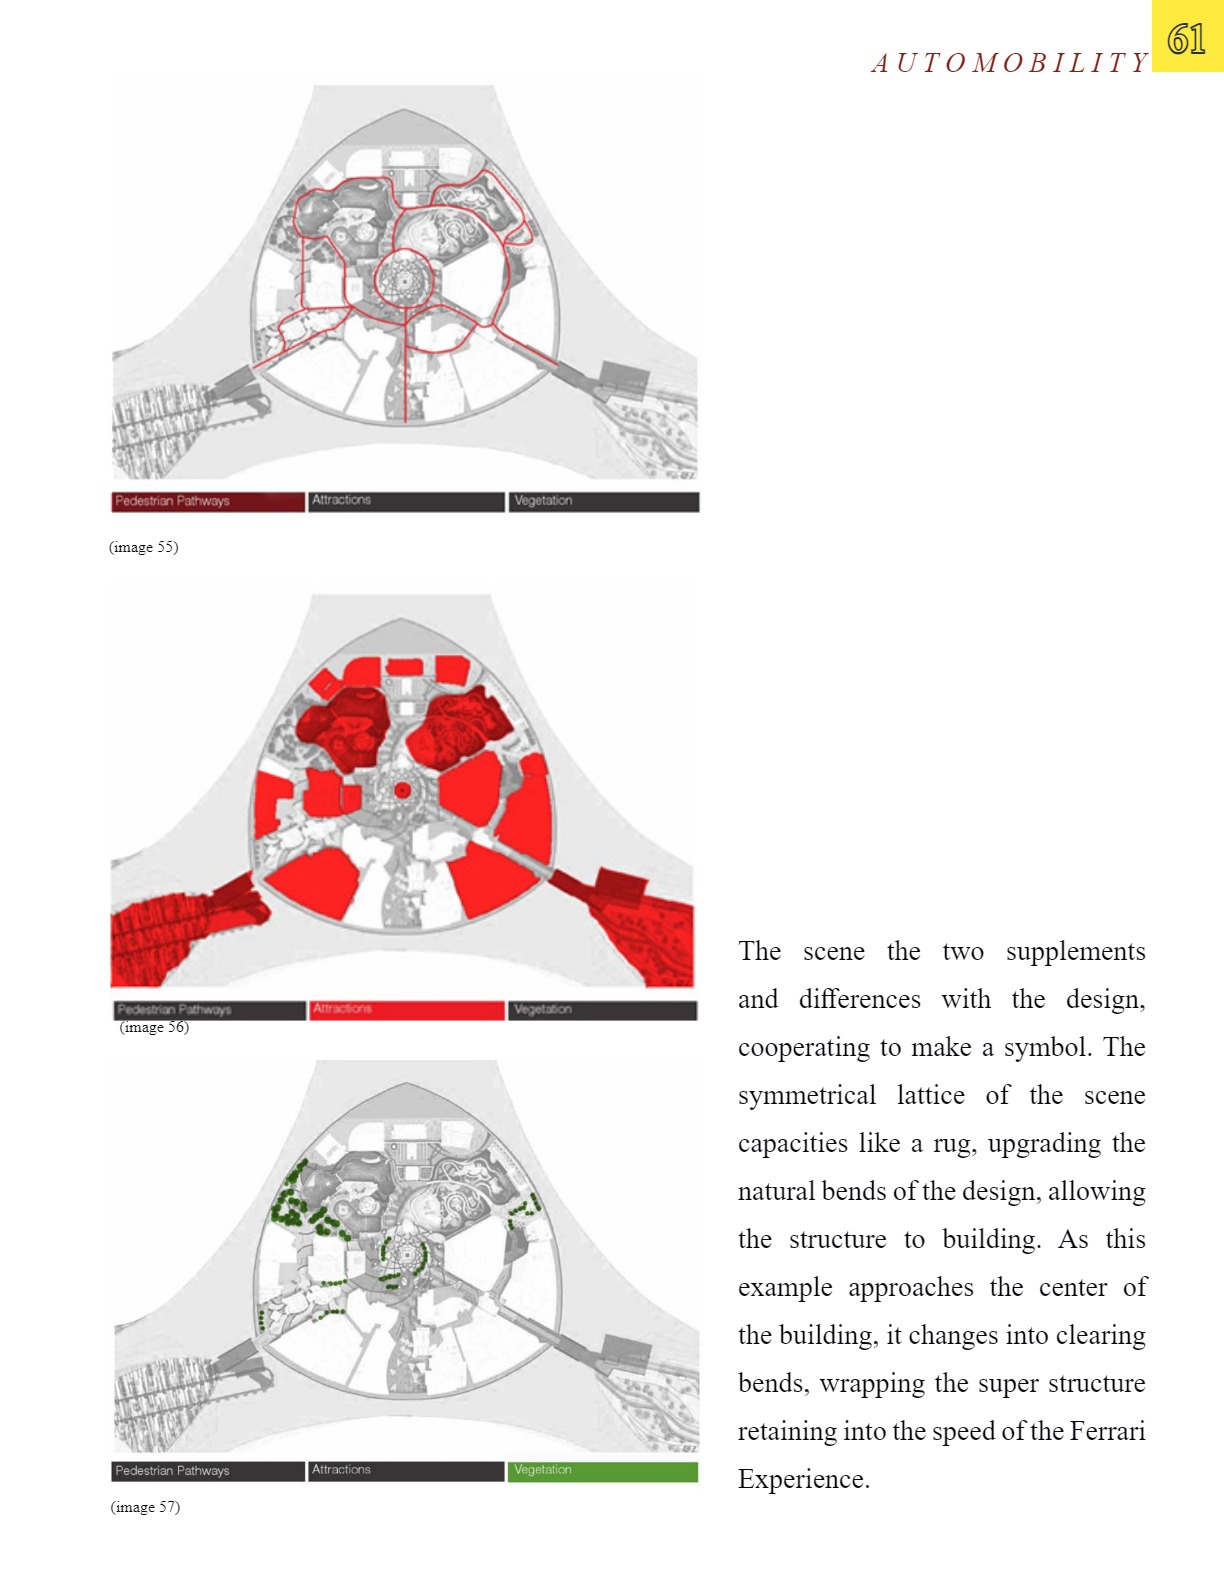 AUTOMOBILITY
61
Pedestrian Pathways
Attractions
Vegetation
(image 55)
Pedestrian Pathways
Attractions
Vegetation
(image 56)
The scene the two supplements
and differences with the design,
cooperating to make a symbol. The
symmetrical lattice of the scene
capacities like a rug, upgrading the
natural bends of the design, allowing
the structure to building. As this
example approaches the center of
the building, it changes into clearing
bends, wrapping the super structure
retaining into the speed of the Ferrari
Experience.
Pedestrian Pathways
Attractions
Vegetation
(image 57)